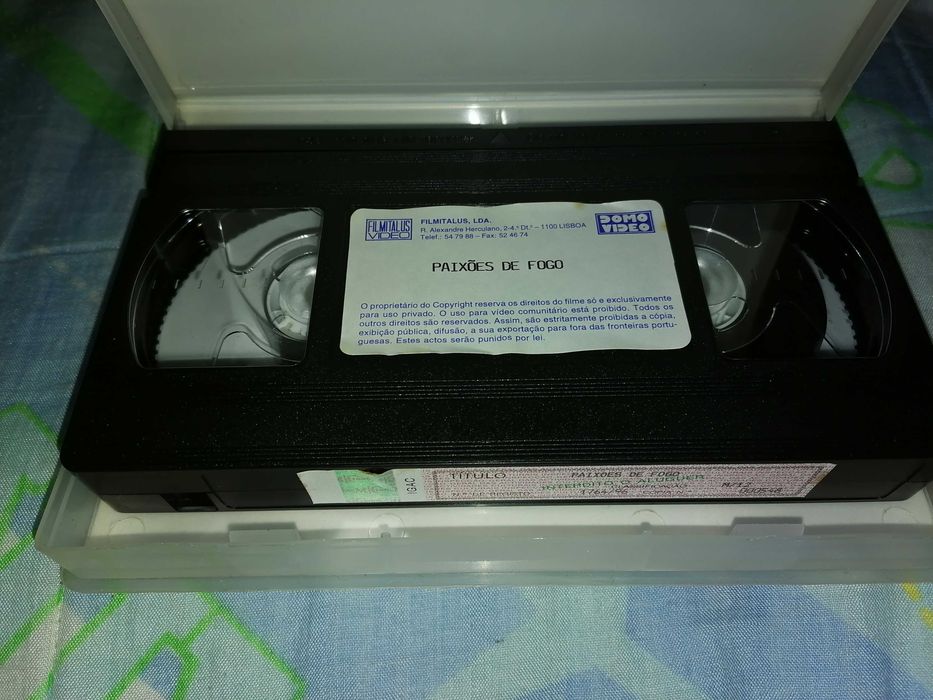 FILMITALUS
VIDEO
FILMITALUS, LDA.
R. Alexandre Herculano, 2-4.º Dt.º – 1100 LISBOA
Telef.: 54 79 88 – Fax: 52 46 74
DOMO
VIDEO
PAIXÕES DE FOGO
O proprietário do Copyright reserva os direitos do filme só e exclusivamente
para uso privado. O uso para vídeo comunitário está proibido. Todos os
outros direitos são reservados. Assim, são estritamente proibidas a cópia,
exibição pública, difusão, a sua exportação para fora das fronteiras portu-
guesas. Estes actos serão punidos por lei.
IGAC
TÍTULO PAIXÕES DE FOGO
INTERDITO O ALUGUER